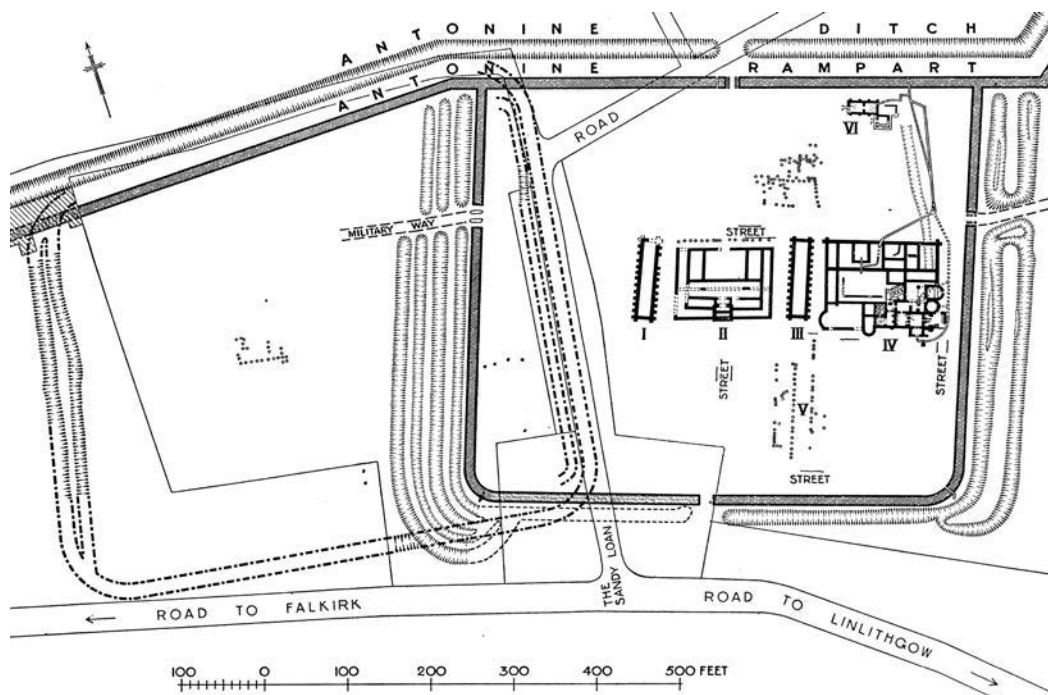 ANTONINE DITCH
ANTONINE RAMPART
ROAD
VI
MILITARY WAY
STREET
I
II
III
IV
STREET
STREET
V
STREET
THE
SANDY LOAN
ROAD TO FALKIRK
ROAD TO
LINLITHGOW
100 0 100 200 300 400 500 FEET